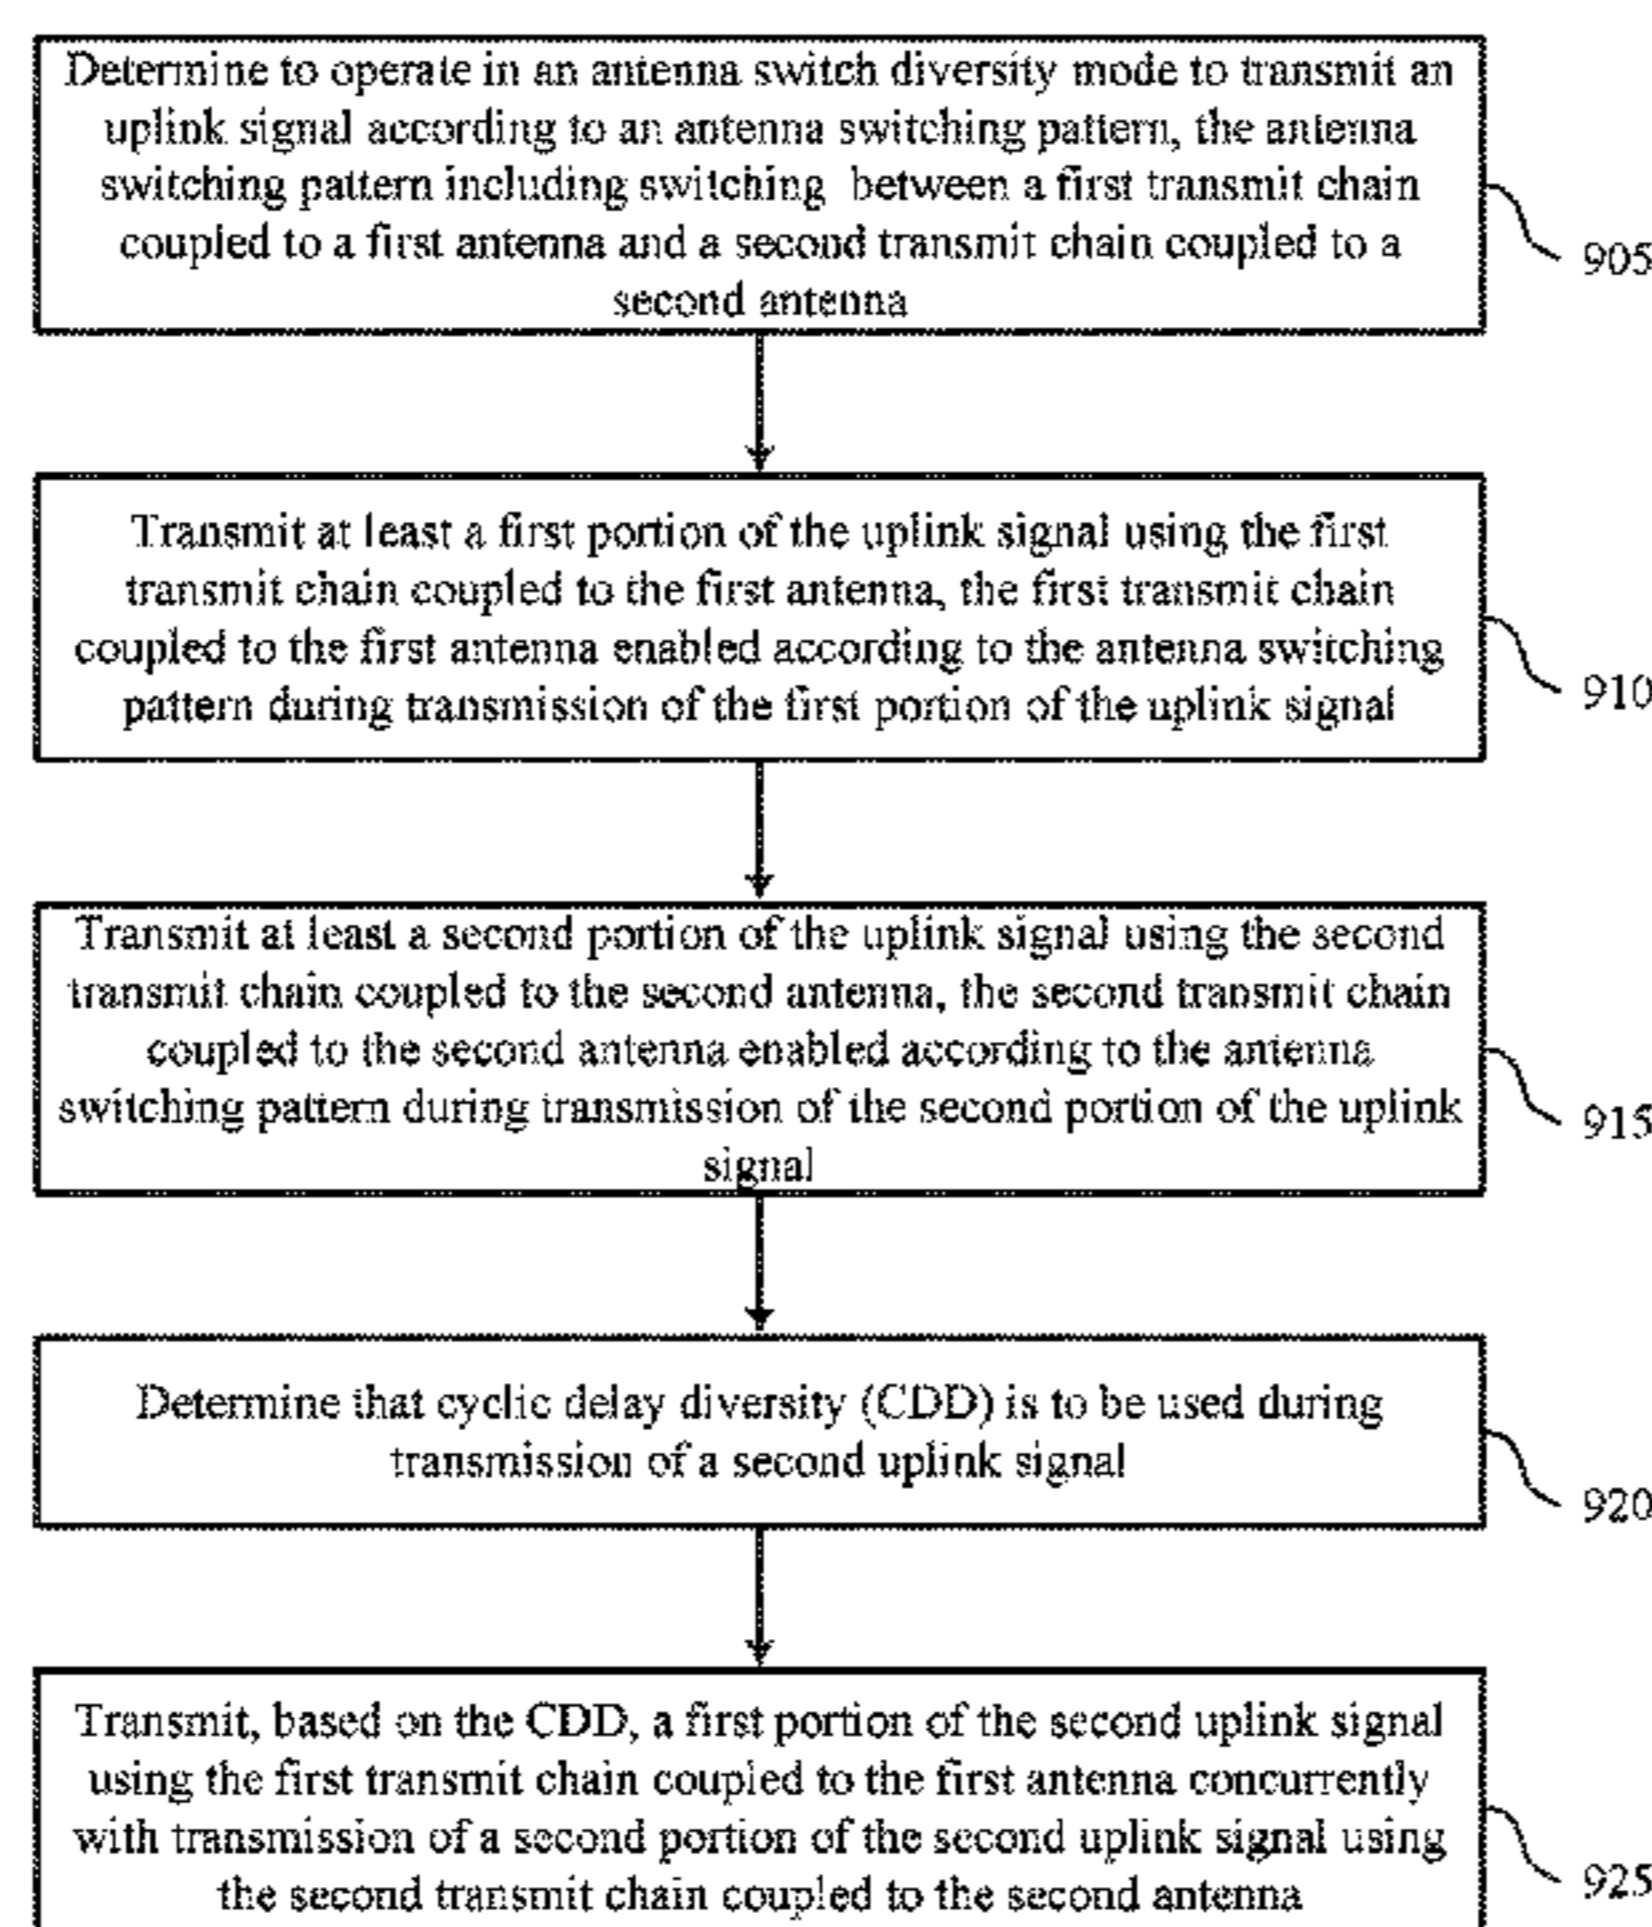 Determine to operate in an antenna switch diversity mode to transmit an
uplink signal according to an antenna switching pattern, the antenna
switching pattern including switching between a first transmit chain
coupled to a first antenna and a second transmit chain coupled to a
second antenna
905
Transmit at least a first portion of the uplink signal using the first
transmit chain coupled to the first antenna, the first transmit chain
coupled to the first antenna enabled according to the antenna switching
pattern during transmission of the first portion of the uplink signal
910
Transmit at least a second portion of the uplink signal using the second
transmit chain coupled to the second antenna, the second transmit chain
coupled to the second antenna enabled according to the antenna
switching pattern during transmission of the second portion of the uplink
signal
915
Determine that cyclic delay diversity (CDD) is to be used during
transmission of a second uplink signal
920
Transmit, based on the CDD, a first portion of the second uplink signal
using the first transmit chain coupled to the first antenna concurrently
with transmission of a second portion of the second uplink signal using
the second transmit chain coupled to the second antenna
925